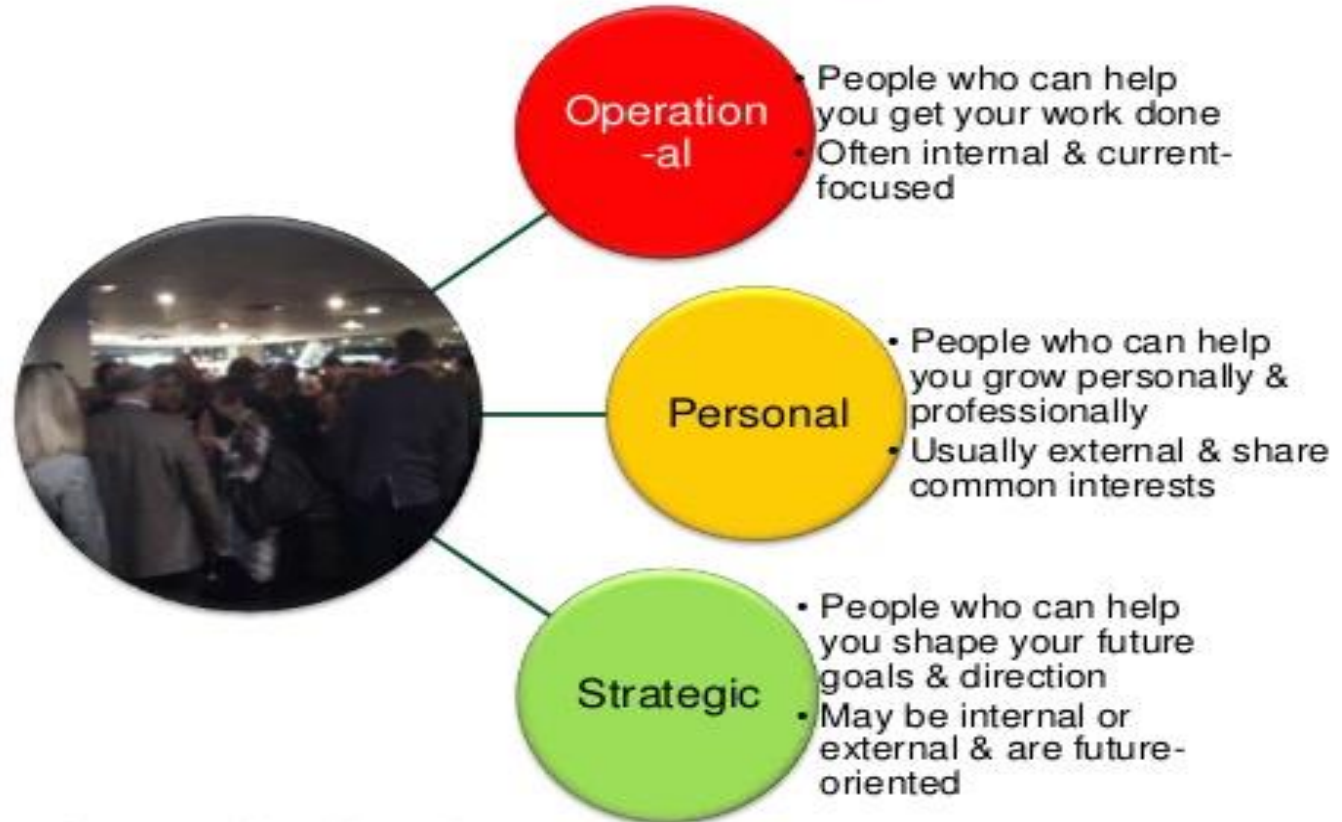 Operation
-al
• People who can help
you get your work done
• Often internal & current-
focused
Personal
• People who can help
you grow personally &
professionally
• Usually external & share
common interests
Strategic
• People who can help
you shape your future
goals & direction
• May be internal or
external & are future-
oriented